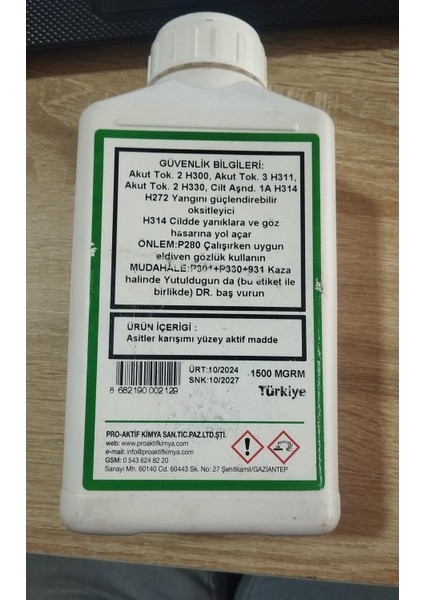 GÜVENLİK BİLGİLERİ:
Akut Tok. 2 H300, Akut Tok. 3 H311,
Akut Tok. 2 H330, Cilt Aşnd. 1A H314
H272 Yangını güçlendirebilir
oksitleyici
H314 Cildde yanıklara ve göz
hasarına yol açar
ÖNLEM:P280 Çalışırken uygun
eldiven gözlük kullanın
MUDAHALE:P301+P330+931 Kaza
halinde Yutulduğun da (bu etiket ile
birlikde) DR. baş vurun
ÜRÜN İÇERİĞİ :
Asitler karışımı yüzey aktif madde
ÜRT:10/2024
SNK:10/2027
1500 MGRM
Türkiye
8 682190 002129
PRO-AKTİF KİMYA SAN.TİC.PAZ.LTD.ŞTİ.
web: www.proaktifkimya.com
e-mail: info@proaktifkimya.com
GSM: 0 543 624 82 20
Sanayi Mh. 60140 Cd. 60443 Sk. No: 27 Şehitkamil/GAZİANTEP